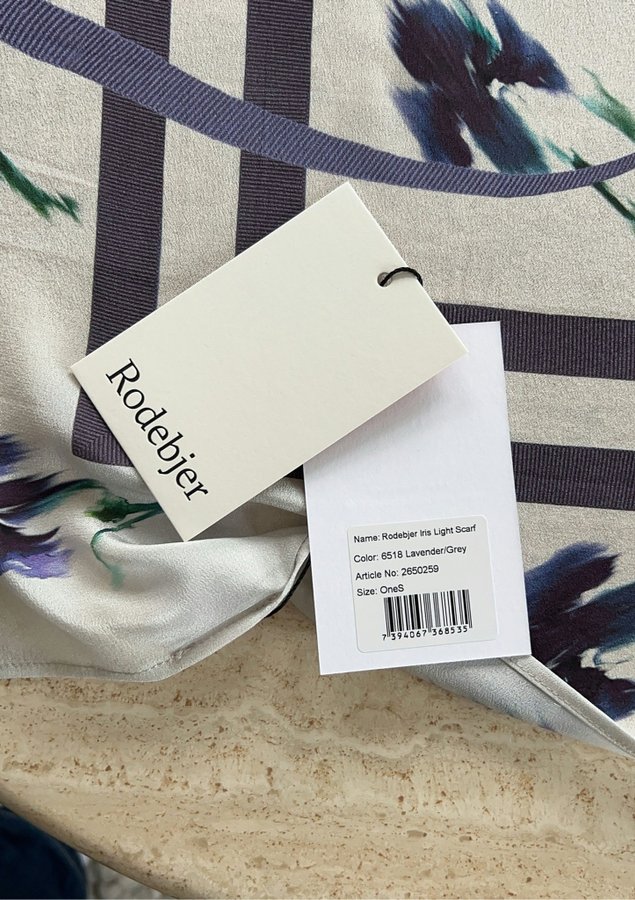 Rodebjer
Name: Rodebjer Iris Light Scarf
Color: 6518 Lavender/Grey
Article No: 2650259
Size: OneS
7 394067 368535